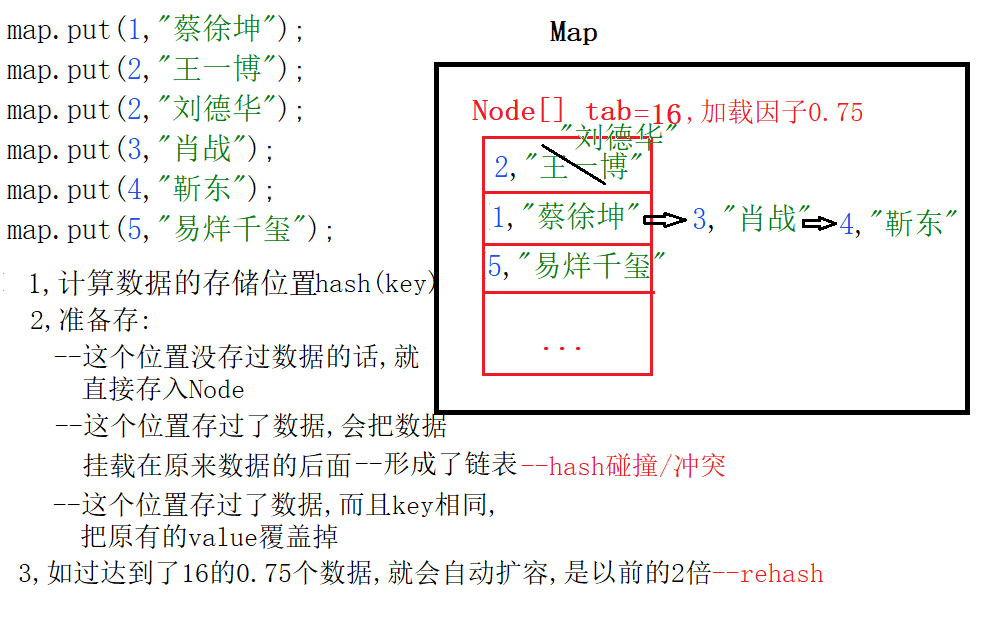 map.put(1,"蔡徐坤");
map.put(2,"王一博");
map.put(2,"刘德华");
map.put(3,"肖战");
map.put(4,"靳东");
map.put(5,"易烊千玺");
Map
Node[] tab=16,加载因子0.75
"刘德华"
2,"王一博"
1,"蔡徐坤"
3,"肖战"
4,"靳东"
5,"易烊千玺"
...
1,计算数据的存储位置hash(key)
2,准备存:
--这个位置没存过数据的话,就
直接存入Node
--这个位置存过了数据,会把数据
挂载在原来数据的后面--形成了链表--hash碰撞/冲突
--这个位置存过了数据,而且key相同,
把原有的value覆盖掉
3,如过达到了16的0.75个数据,就会自动扩容,是以前的2倍--rehash